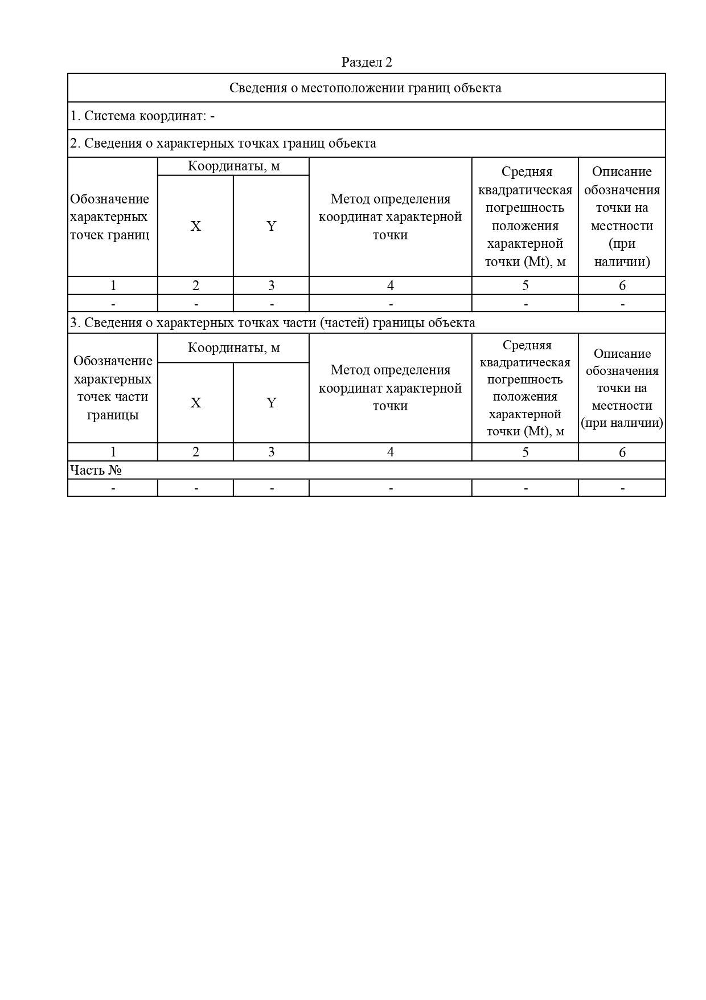 Раздел 2
Сведения о местоположении границ объекта
1. Система координат: -
2. Сведения о характерных точках границ объекта
Обозначение
характерных
точек границ
Координаты, м
X
Y
Метод определения
координат характерной
точки
Средняя
квадратическая
погрешность
положения
характерной
точки (Mt), м
Описание
обозначения
точки на
местности
(при
наличии)
1 2 3 4 5 6
- - - - - -
3. Сведения о характерных точках части (частей) границы объекта
Обозначение
характерных
точек части
границы
Координаты, м
X
Y
Метод определения
координат характерной
точки
Средняя
квадратическая
погрешность
положения
характерной
точки (Mt), м
Описание
обозначения
точки на
местности
(при наличии)
1 2 3 4 5 6
Часть №
- - - - - -